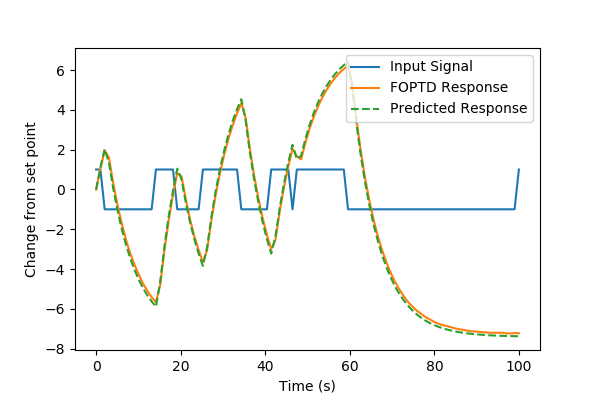 Input Signal
FOPTD Response
Predicted Response
6
4
2
0
−2
−4
−6
−8
Change from set point
0 20 40 60 80 100
Time (s)